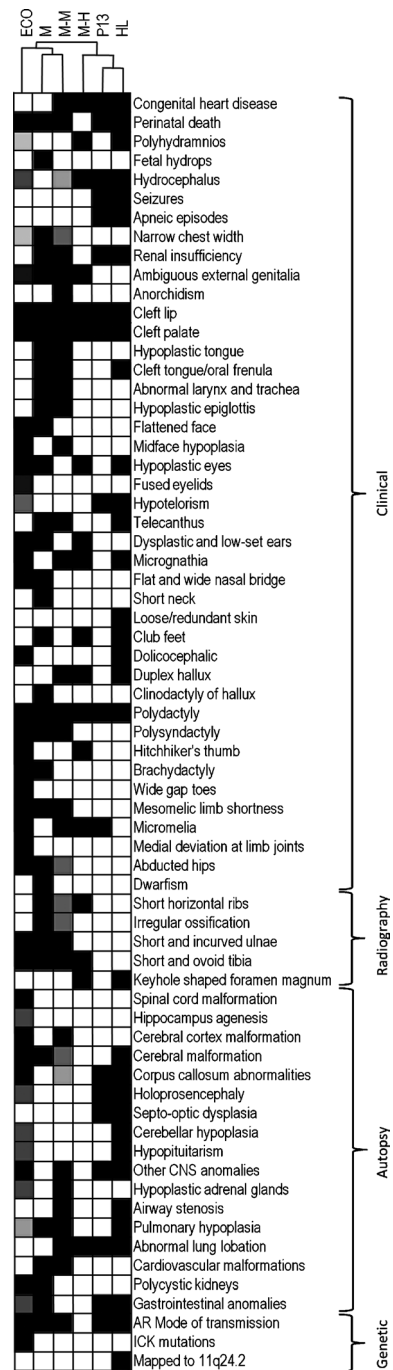 ECO
M
M-M
M-H
P13
HL
Congenital heart disease
Perinatal death
Polyhydramnios
Fetal hydrops
Hydrocephalus
Seizures
Apneic episodes
Narrow chest width
Renal insufficiency
Ambiguous external genitalia
Anorchidism
Cleft lip
Cleft palate
Hypoplastic tongue
Cleft tongue/oral frenula
Abnormal larynx and trachea
Hypoplastic epiglottis
Flattened face
Midface hypoplasia
Hypoplastic eyes
Fused eyelids
Hypotelorism
Telecanthus
Dysplastic and low-set ears
Micrognathia
Flat and wide nasal bridge
Short neck
Loose/redundant skin
Club feet
Dolicocephalic
Duplex hallux
Clinodactyly of hallux
Polydactyly
Polysyndactyly
Hitchhiker's thumb
Brachydactyly
Wide gap toes
Mesomelic limb shortness
Micromelia
Medial deviation at limb joints
Abducted hips
Dwarfism
Clinical
Short horizontal ribs
Irregular ossification
Short and incurved ulnae
Short and ovoid tibia
Keyhole shaped foramen magnum
Radiography
Spinal cord malformation
Hippocampus agenesis
Cerebral cortex malformation
Cerebral malformation
Corpus callosum abnormalities
Holoprosencephaly
Septo-optic dysplasia
Cerebellar hypoplasia
Hypopituitarism
Other CNS anomalies
Hypoplastic adrenal glands
Airway stenosis
Pulmonary hypoplasia
Abnormal lung lobation
Cardiovascular malformations
Polycystic kidneys
Gastrointestinal anomalies
Autopsy
AR Mode of transmission
ICK mutations
Mapped to 11q24.2
Genetic